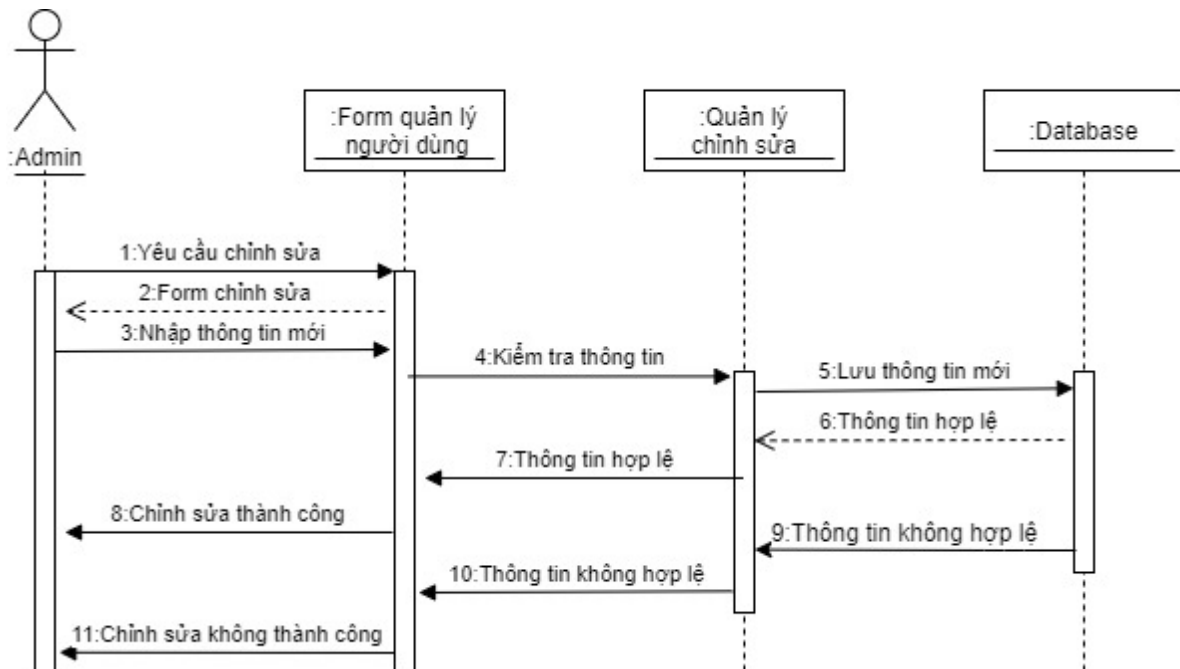 :Admin
:Form quản lý
người dùng
:Quản lý
chỉnh sửa
:Database
1:Yêu cầu chỉnh sửa
2:Form chỉnh sửa
3:Nhập thông tin mới
4:Kiểm tra thông tin
5:Lưu thông tin mới
6:Thông tin hợp lệ
7:Thông tin hợp lệ
8:Chỉnh sửa thành công
9:Thông tin không hợp lệ
10:Thông tin không hợp lệ
11:Chỉnh sửa không thành công